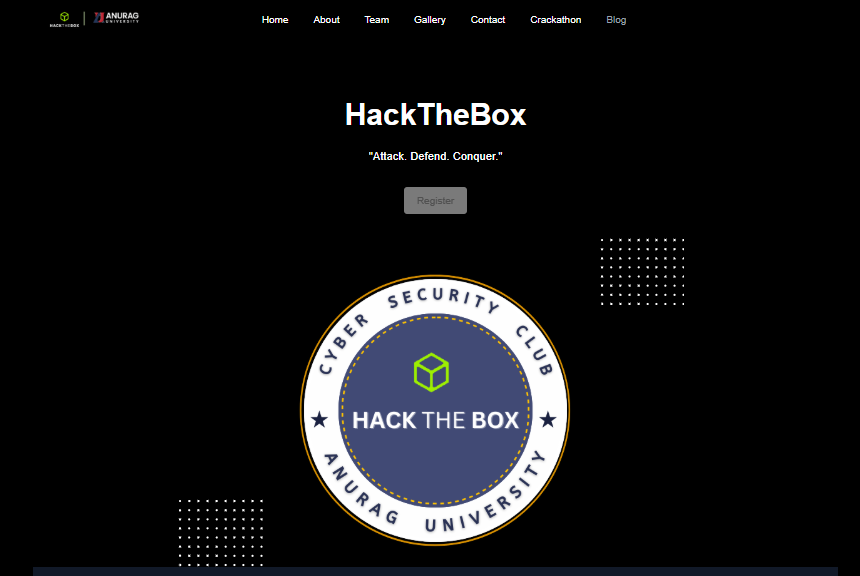 HACKTHEBOX
ANURAG
UNIVERSITY
Home About Team Gallery Contact Crackathon Blog
HackTheBox
"Attack. Defend. Conquer."
Register
CYBER SECURITY CLUB
HACK THE BOX
ANURAG UNIVERSITY